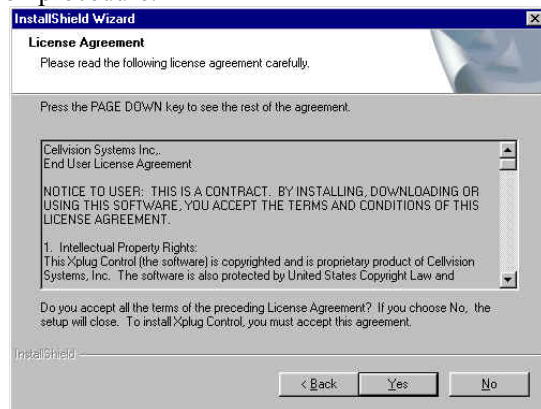 InstallShield Wizard
License Agreement
Please read the following license agreement carefully.
Press the PAGE DOWN key to see the rest of the agreement.
Cellvision Systems Inc,.
End User License Agreement
NOTICE TO USER: THIS IS A CONTRACT. BY INSTALLING, DOWNLOADING OR
USING THIS SOFTWARE, YOU ACCEPT THE TERMS AND CONDITIONS OF THIS
LICENSE AGREEMENT.
1. Intellectual Property Rights:
This Xplug Control (the software) is copyrighted and is proprietary product of Cellvision
Systems, Inc. The software is also protected by United States Copyright Law and
Do you accept all the terms of the preceding License Agreement? If you choose No, the
setup will close. To install Xplug Control, you must accept this agreement.
InstallShield
< Back Yes No